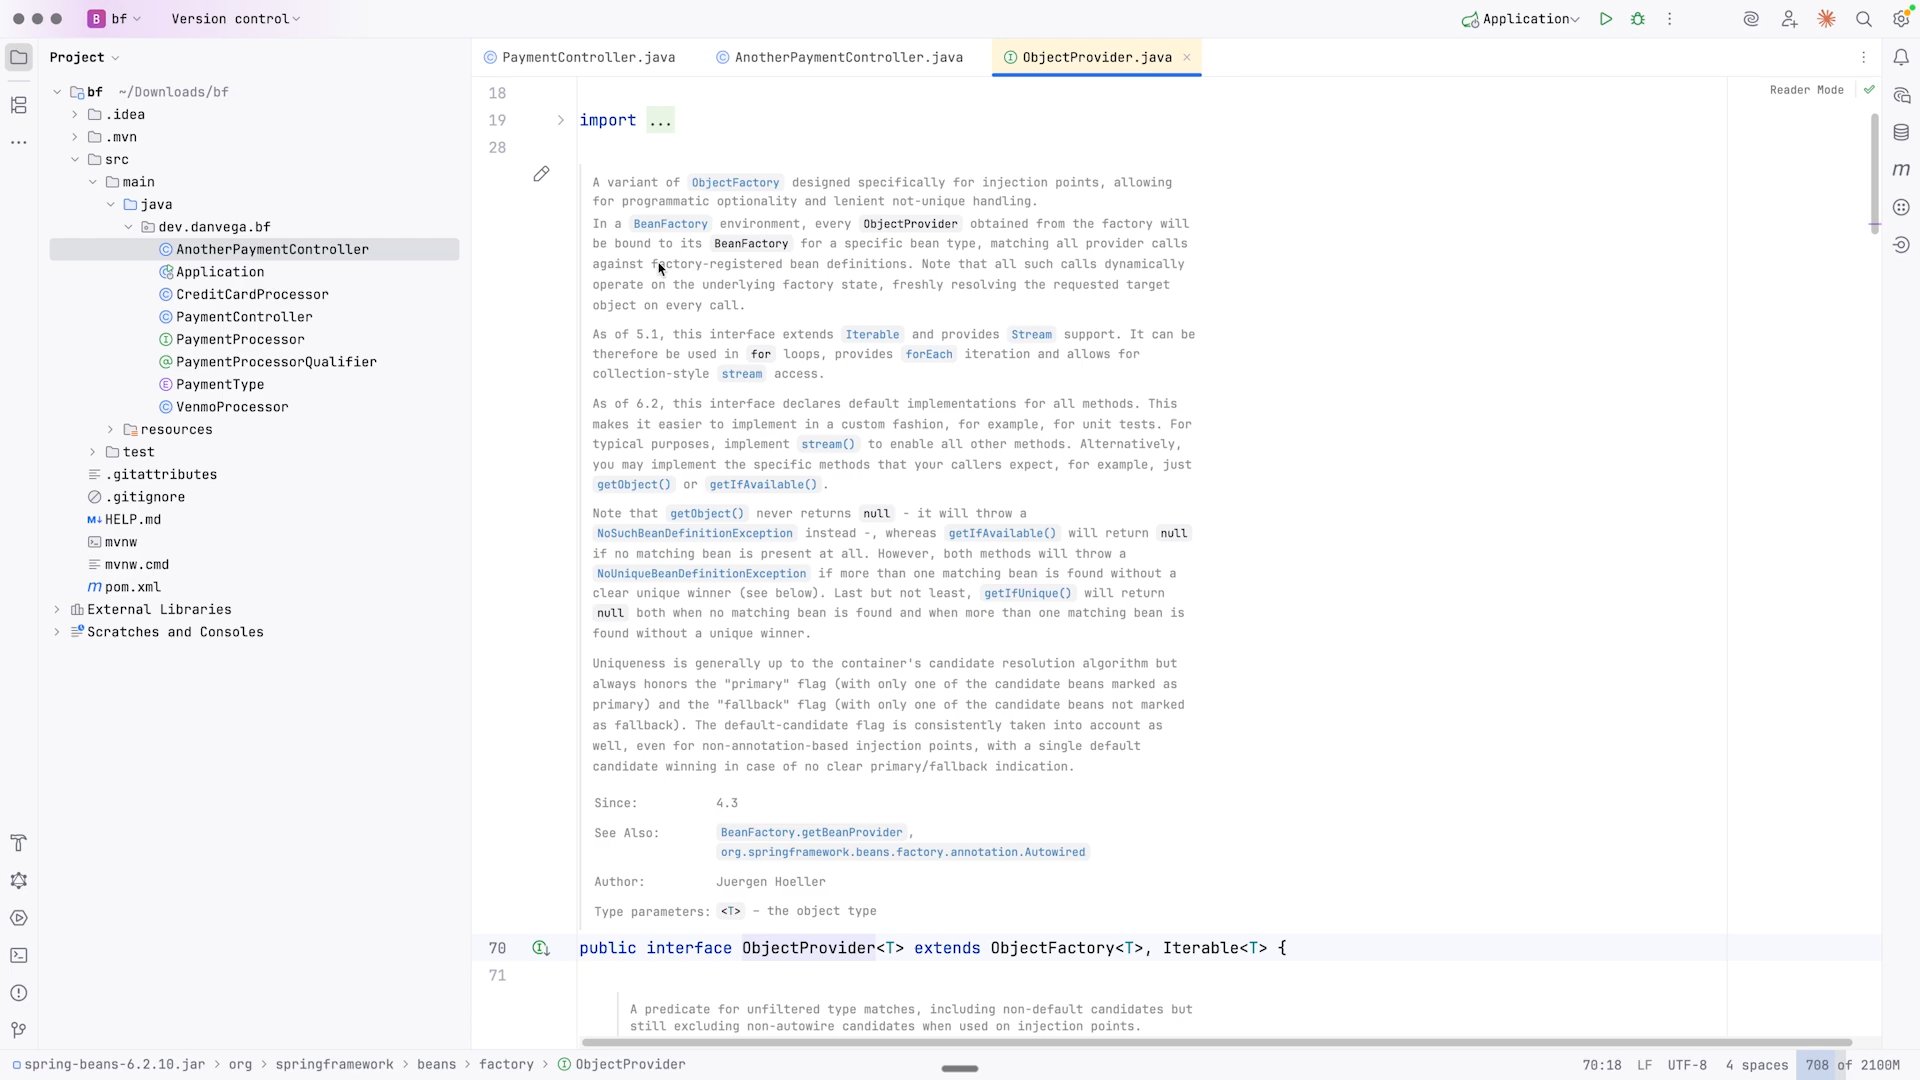 B bf Version control Application
Project
bf ~/Downloads/bf
.idea
.mvn
src
main
java
dev.danvega.bf
AnotherPaymentController
Application
CreditCardProcessor
PaymentController
PaymentProcessor
PaymentProcessorQualifier
PaymentType
VenmoProcessor
resources
test
.gitattributes
.gitignore
HELP.md
mvnw
mvnw.cmd
pom.xml
External Libraries
Scratches and Consoles
PaymentController.java AnotherPaymentController.java ObjectProvider.java
Reader Mode
18
19 import ...
28
A variant of ObjectFactory designed specifically for injection points, allowing
for programmatic optionality and lenient not-unique handling.
In a BeanFactory environment, every ObjectProvider obtained from the factory will
be bound to its BeanFactory for a specific bean type, matching all provider calls
against factory-registered bean definitions. Note that all such calls dynamically
operate on the underlying factory state, freshly resolving the requested target
object on every call.
As of 5.1, this interface extends Iterable and provides Stream support. It can be
therefore be used in for loops, provides forEach iteration and allows for
collection-style stream access.
As of 6.2, this interface declares default implementations for all methods. This
makes it easier to implement in a custom fashion, for example, for unit tests. For
typical purposes, implement stream() to enable all other methods. Alternatively,
you may implement the specific methods that your callers expect, for example, just
getObject() or getIfAvailable().
Note that getObject() never returns null - it will throw a
NoSuchBeanDefinitionException instead -, whereas getIfAvailable() will return null
if no matching bean is present at all. However, both methods will throw a
NoUniqueBeanDefinitionException if more than one matching bean is found without a
clear unique winner (see below). Last but not least, getIfUnique() will return
null both when no matching bean is found and when more than one matching bean is
found without a unique winner.
Uniqueness is generally up to the container's candidate resolution algorithm but
always honors the "primary" flag (with only one of the candidate beans marked as
primary) and the "fallback" flag (with only one of the candidate beans not marked
as fallback). The default-candidate flag is consistently taken into account as
well, even for non-annotation-based injection points, with a single default
candidate winning in case of no clear primary/fallback indication.
Since: 4.3
See Also: BeanFactory.getBeanProvider,
org.springframework.beans.factory.annotation.Autowired
Author: Juergen Hoeller
Type parameters: <T> – the object type
70 public interface ObjectProvider<T> extends ObjectFactory<T>, Iterable<T> {
71
A predicate for unfiltered type matches, including non-default candidates but
still excluding non-autowire candidates when used on injection points.
spring-beans-6.2.10.jar > org > springframework > beans > factory > ObjectProvider
70:18 LF UTF-8 4 spaces 708 of 2100M